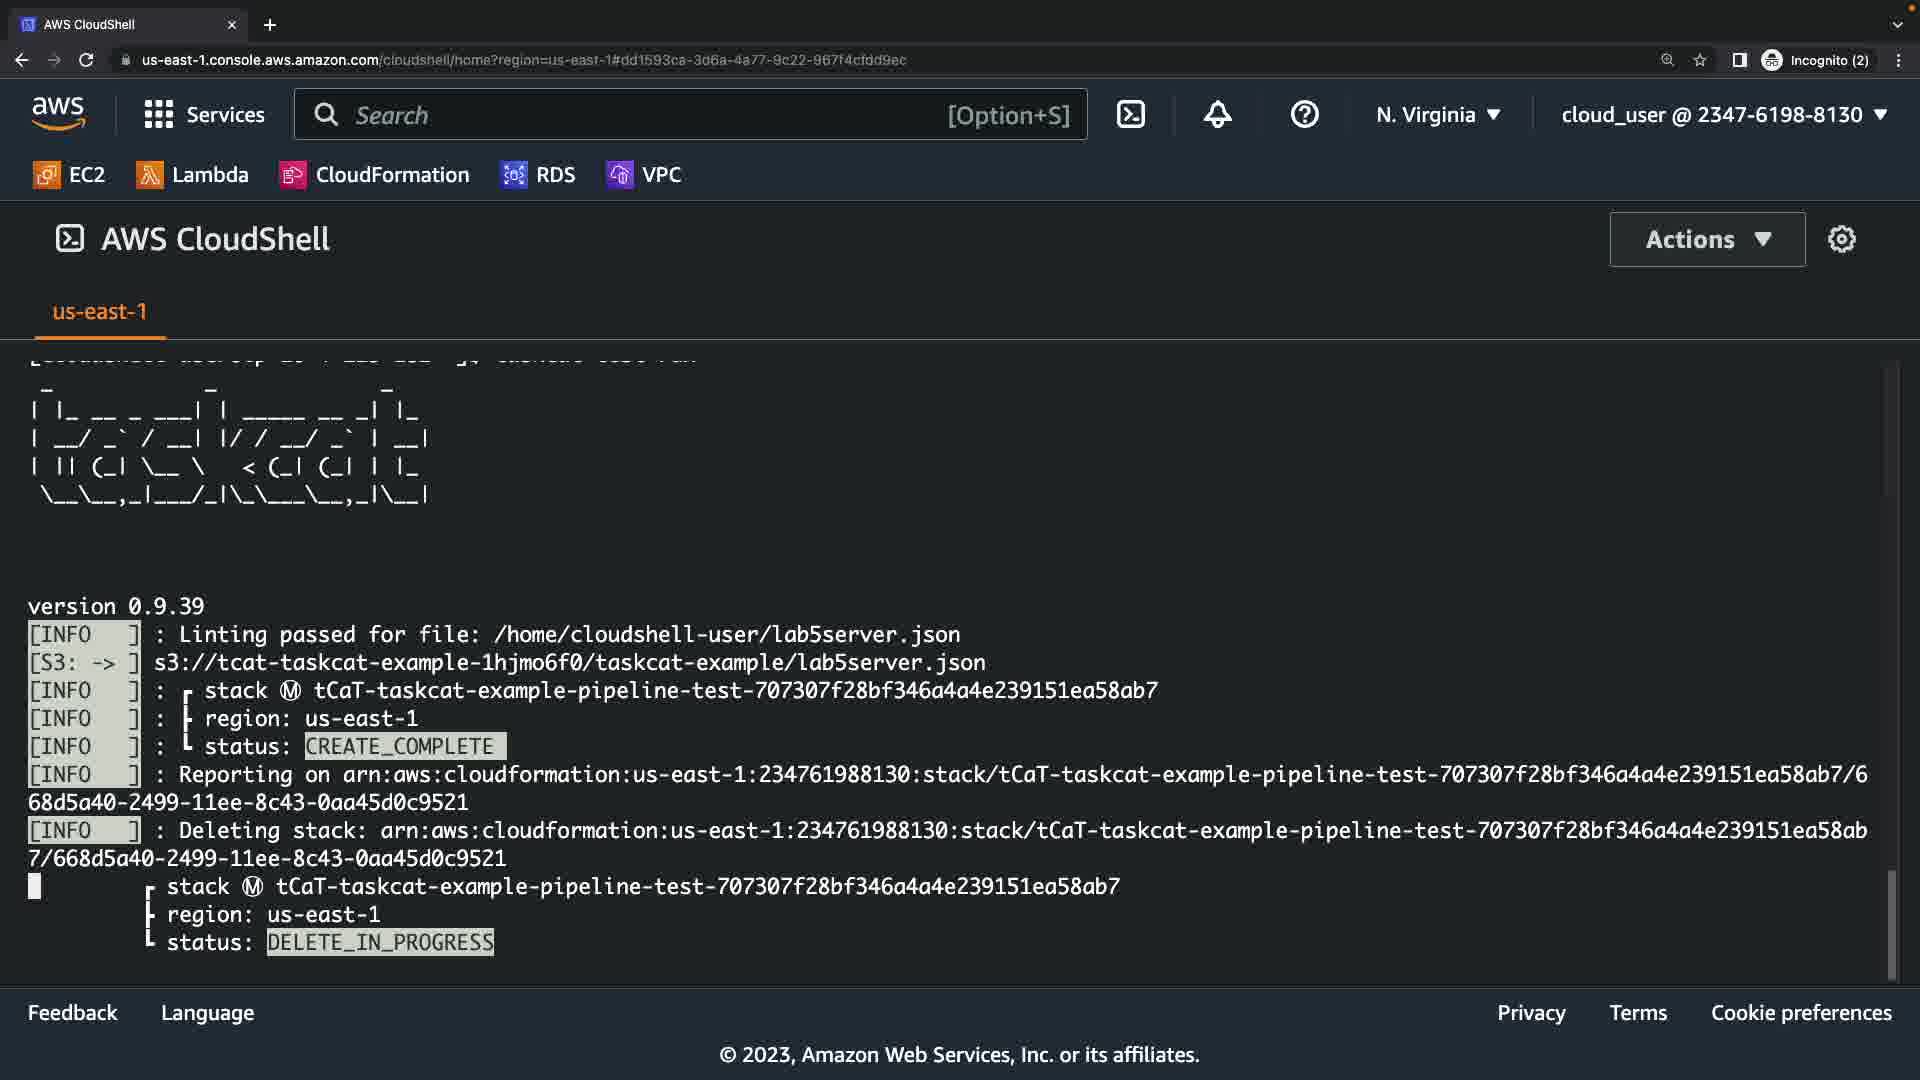 AWS CloudShell
us-east-1.console.aws.amazon.com/cloudshell/home?region=us-east-1#dd1593ca-3d6a-4a77-9c22-967f4cfdd9ec
Incognito (2)
aws
Services
Search
[Option+S]
N. Virginia
cloud_user @ 2347-6198-8130
EC2
Lambda
CloudFormation
RDS
VPC
AWS CloudShell
Actions
us-east-1
version 0.9.39
[INFO   ] : Linting passed for file: /home/cloudshell-user/lab5server.json
[S3: -> ] s3://tcat-taskcat-example-1hjmo6f0/taskcat-example/lab5server.json
[INFO   ] : ┏ stack Ⓜ tCaT-taskcat-example-pipeline-test-707307f28bf346a4a4e239151ea58ab7
[INFO   ] : ┣ region: us-east-1
[INFO   ] : ┗ status: CREATE_COMPLETE
[INFO   ] : Reporting on arn:aws:cloudformation:us-east-1:234761988130:stack/tCaT-taskcat-example-pipeline-test-707307f28bf346a4a4e239151ea58ab7/6
68d5a40-2499-11ee-8c43-0aa45d0c9521
[INFO   ] : Deleting stack: arn:aws:cloudformation:us-east-1:234761988130:stack/tCaT-taskcat-example-pipeline-test-707307f28bf346a4a4e239151ea58ab
7/668d5a40-2499-11ee-8c43-0aa45d0c9521
┏ stack Ⓜ tCaT-taskcat-example-pipeline-test-707307f28bf346a4a4e239151ea58ab7
┣ region: us-east-1
┗ status: DELETE_IN_PROGRESS
Feedback
Language
Privacy
Terms
Cookie preferences
© 2023, Amazon Web Services, Inc. or its affiliates.